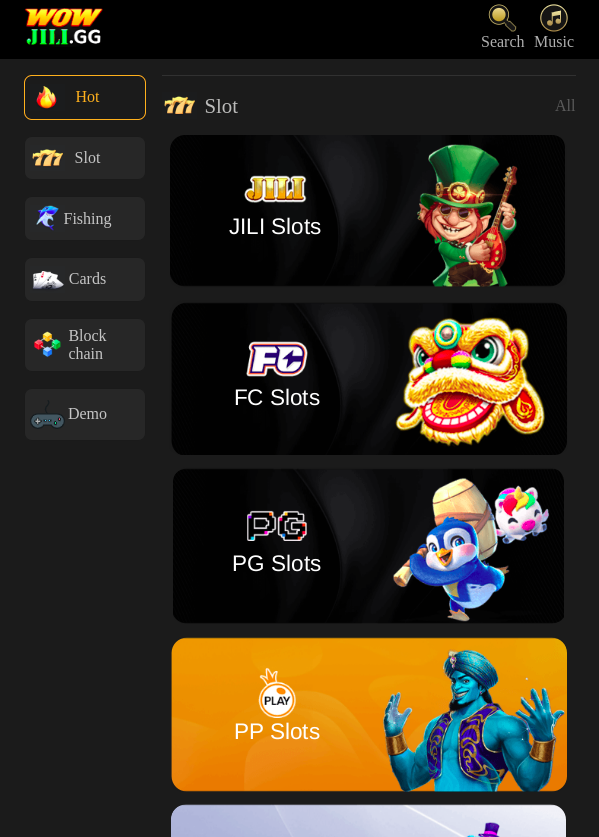 WOW
JILI.GG
Search
Music
Hot
Slot
Fishing
Cards
Block
chain
Demo
777 Slot
All
JILI
JILI Slots
FC
FC Slots
PG
PG Slots
PLAY
PP Slots